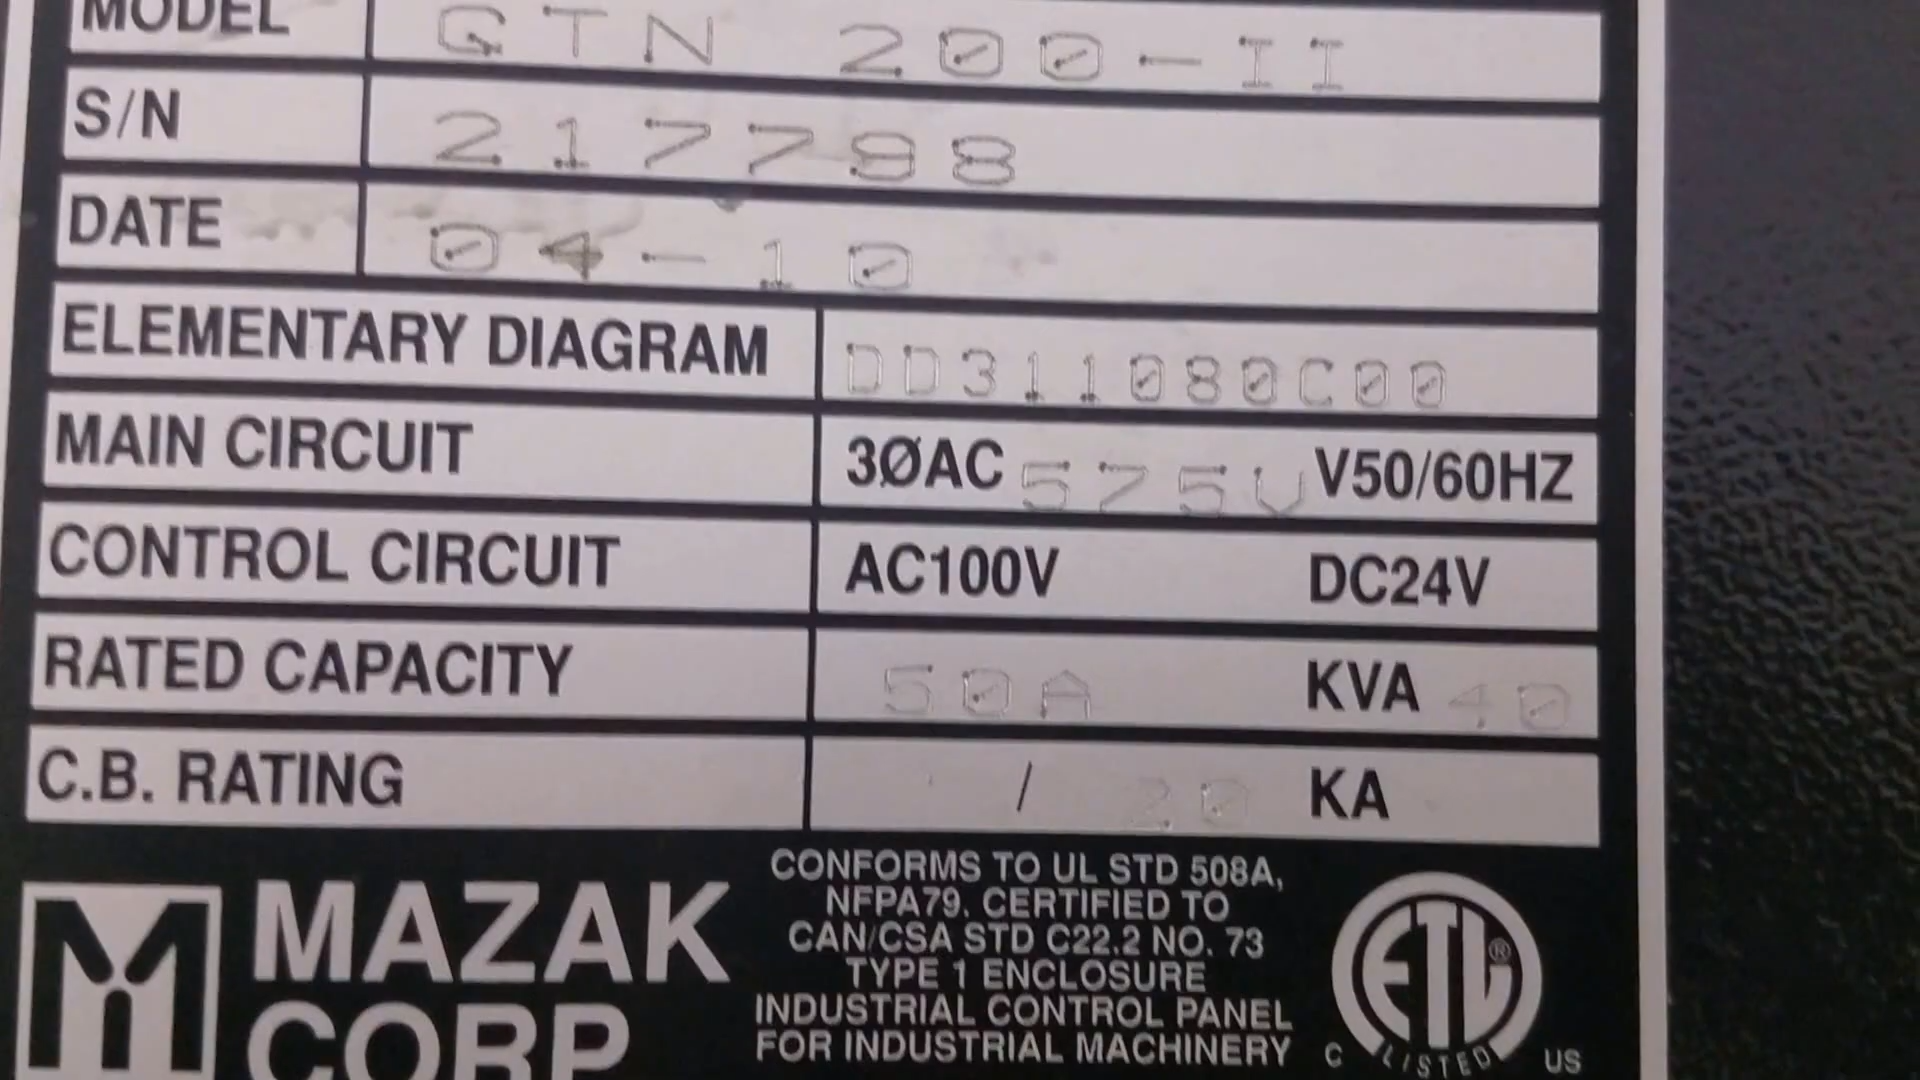 MODEL QTN 200-II
S/N 217798
DATE 04-10
ELEMENTARY DIAGRAM DD311080C00
MAIN CIRCUIT 3ØAC 575V V50/60HZ
CONTROL CIRCUIT AC100V DC24V
RATED CAPACITY 50A KVA 40
C.B. RATING / 20 KA
MAZAK
CORP
CONFORMS TO UL STD 508A,
NFPA79. CERTIFIED TO
CAN/CSA STD C22.2 NO. 73
TYPE 1 ENCLOSURE
INDUSTRIAL CONTROL PANEL
FOR INDUSTRIAL MACHINERY
ETL ®
C LISTED US